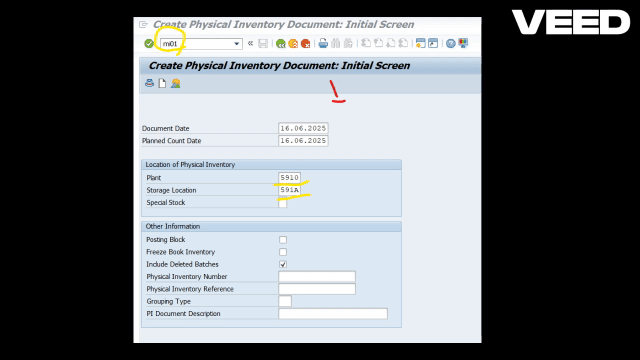 VEED
Create Physical Inventory Document: Initial Screen
mi01
Create Physical Inventory Document: Initial Screen
Document Date 16.06.2025
Planned Count Date 16.06.2025
Location of Physical Inventory
Plant 5910
Storage Location 591A
Special Stock
Other Information
Posting Block
Freeze Book Inventory
Include Deleted Batches
Physical Inventory Number
Physical Inventory Reference
Grouping Type
PI Document Description